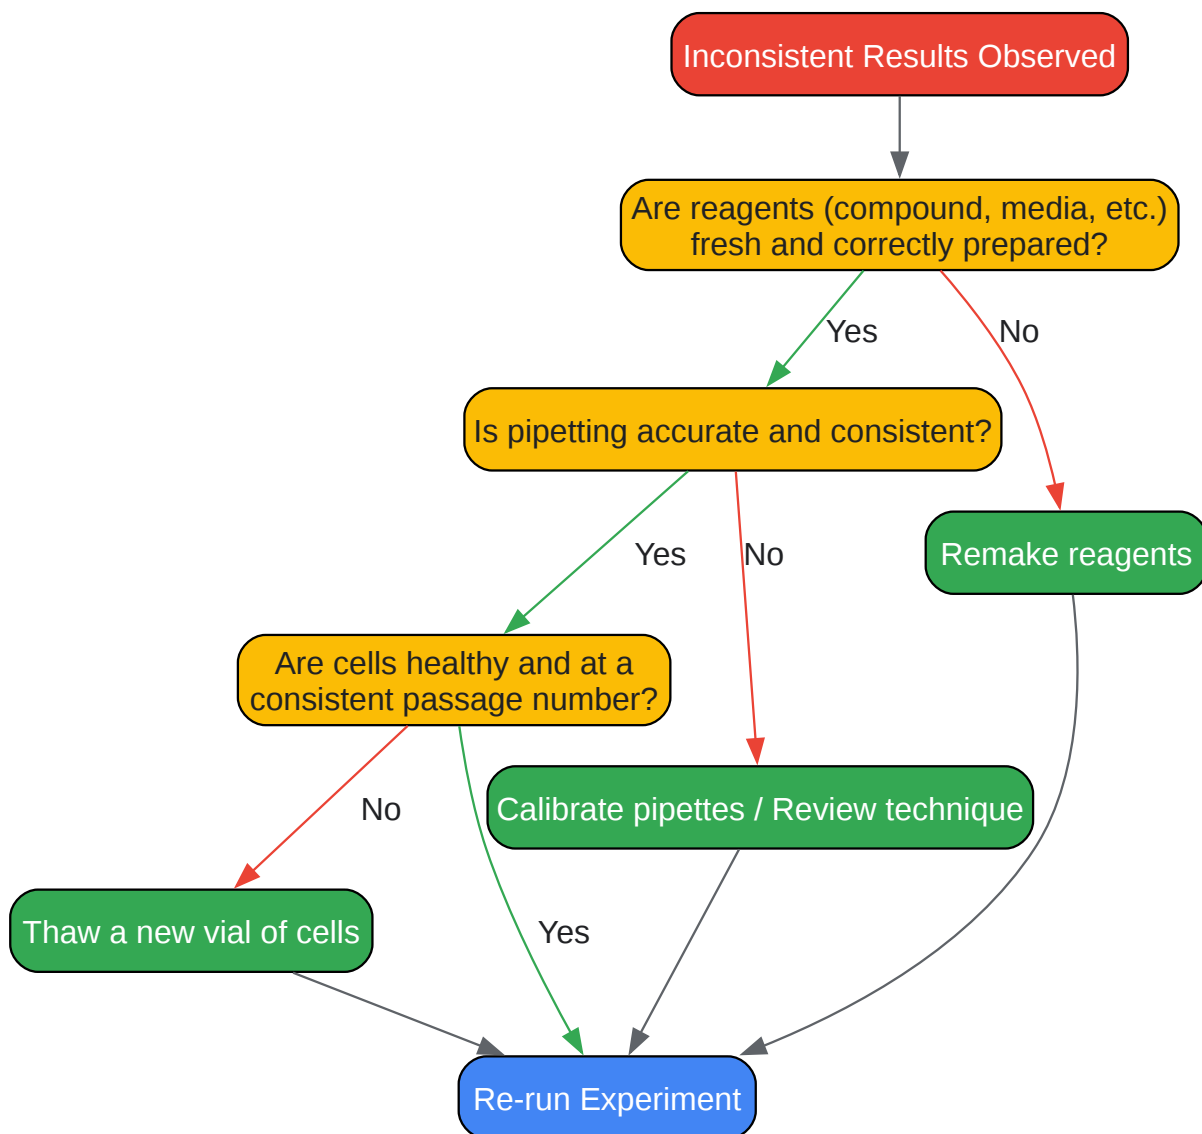 Inconsistent Results Observed
Are reagents (compound, media, etc.)
fresh and correctly prepared?
Yes
No
Is pipetting accurate and consistent?
Yes
No
Remake reagents
Are cells healthy and at a
consistent passage number?
No
Calibrate pipettes / Review technique
Thaw a new vial of cells
Yes
Re-run Experiment